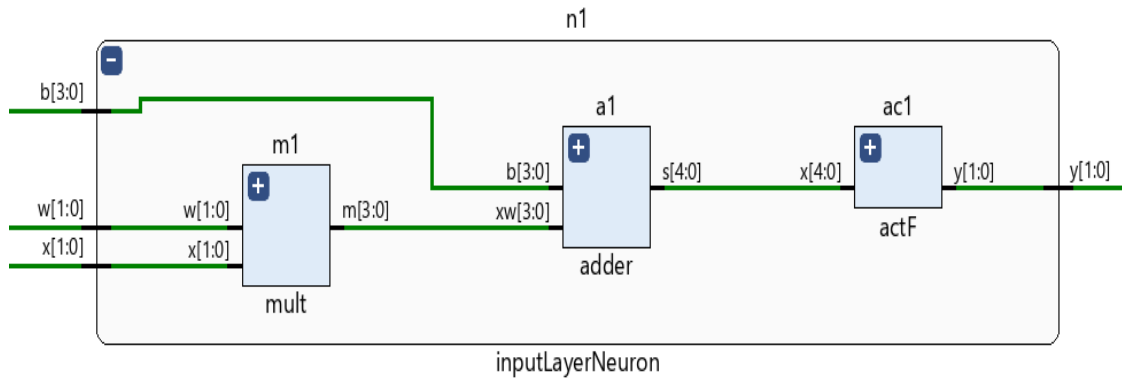 n1
b[3:0]
w[1:0]
x[1:0]
m1
w[1:0]
x[1:0]
m[3:0]
mult
a1
b[3:0]
xw[3:0]
s[4:0]
adder
ac1
x[4:0]
y[1:0]
actF
y[1:0]
inputLayerNeuron